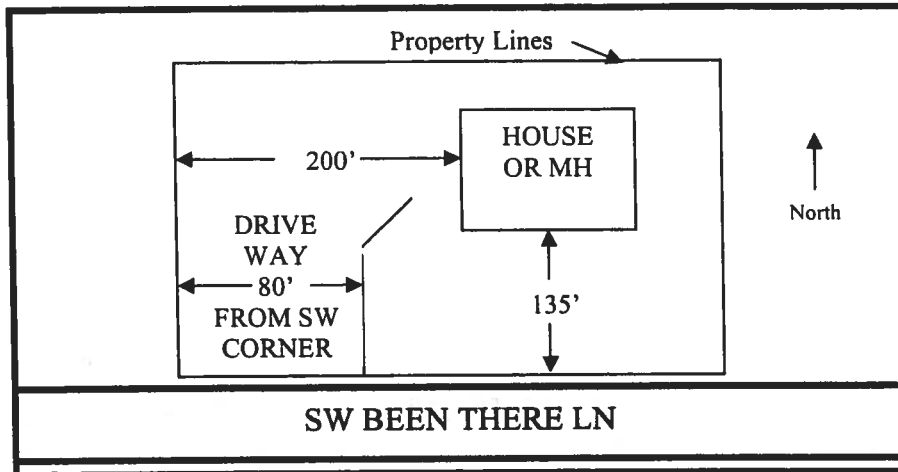 Property Lines
HOUSE
OR MH
200’
North
DRIVE
WAY
80’
FROM SW
CORNER
135’
SW BEEN THERE LN